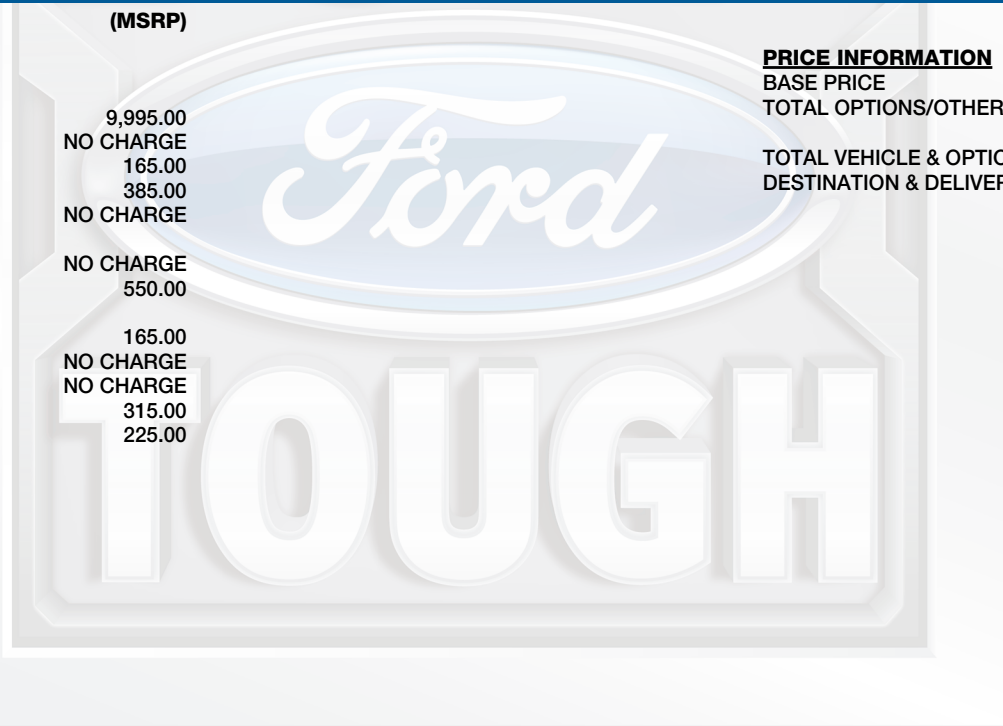 (MSRP)
9,995.00
NO CHARGE
165.00
385.00
NO CHARGE
NO CHARGE
550.00
165.00
NO CHARGE
NO CHARGE
315.00
225.00
PRICE INFORMATION
BASE PRICE
TOTAL OPTIONS/OTHER
TOTAL VEHICLE & OPTIO
DESTINATION & DELIVER
Ford
TOUGH